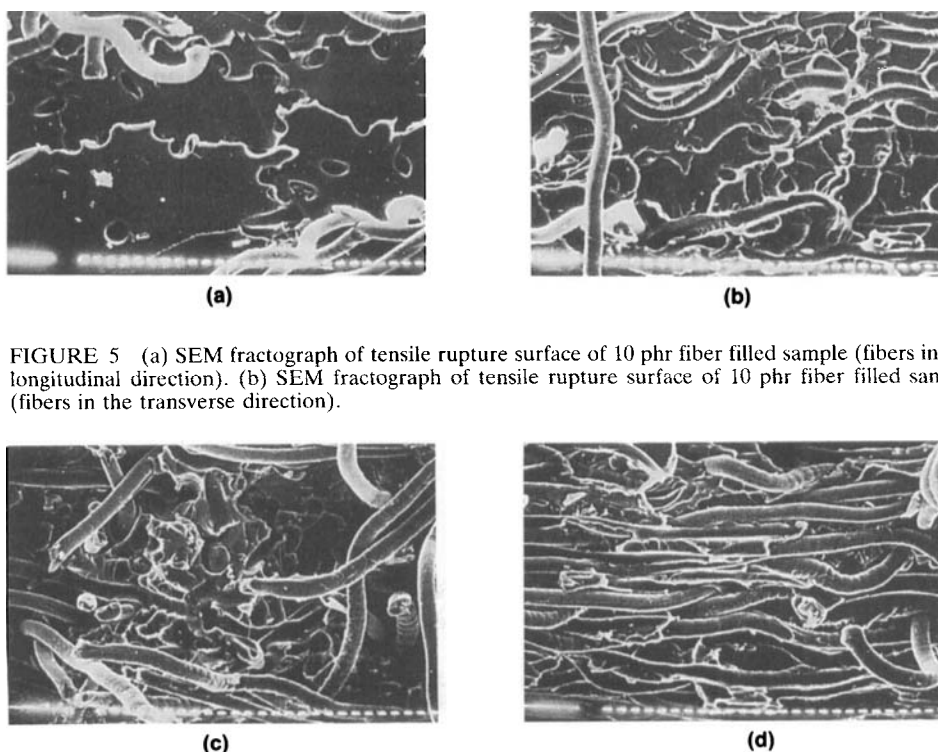 (a)
(b)
FIGURE 5 (a) SEM fractograph of tensile rupture surface of 10 phr fiber filled sample (fibers in
longitudinal direction). (b) SEM fractograph of tensile rupture surface of 10 phr fiber filled san
(fibers in the transverse direction).
(c)
(d)